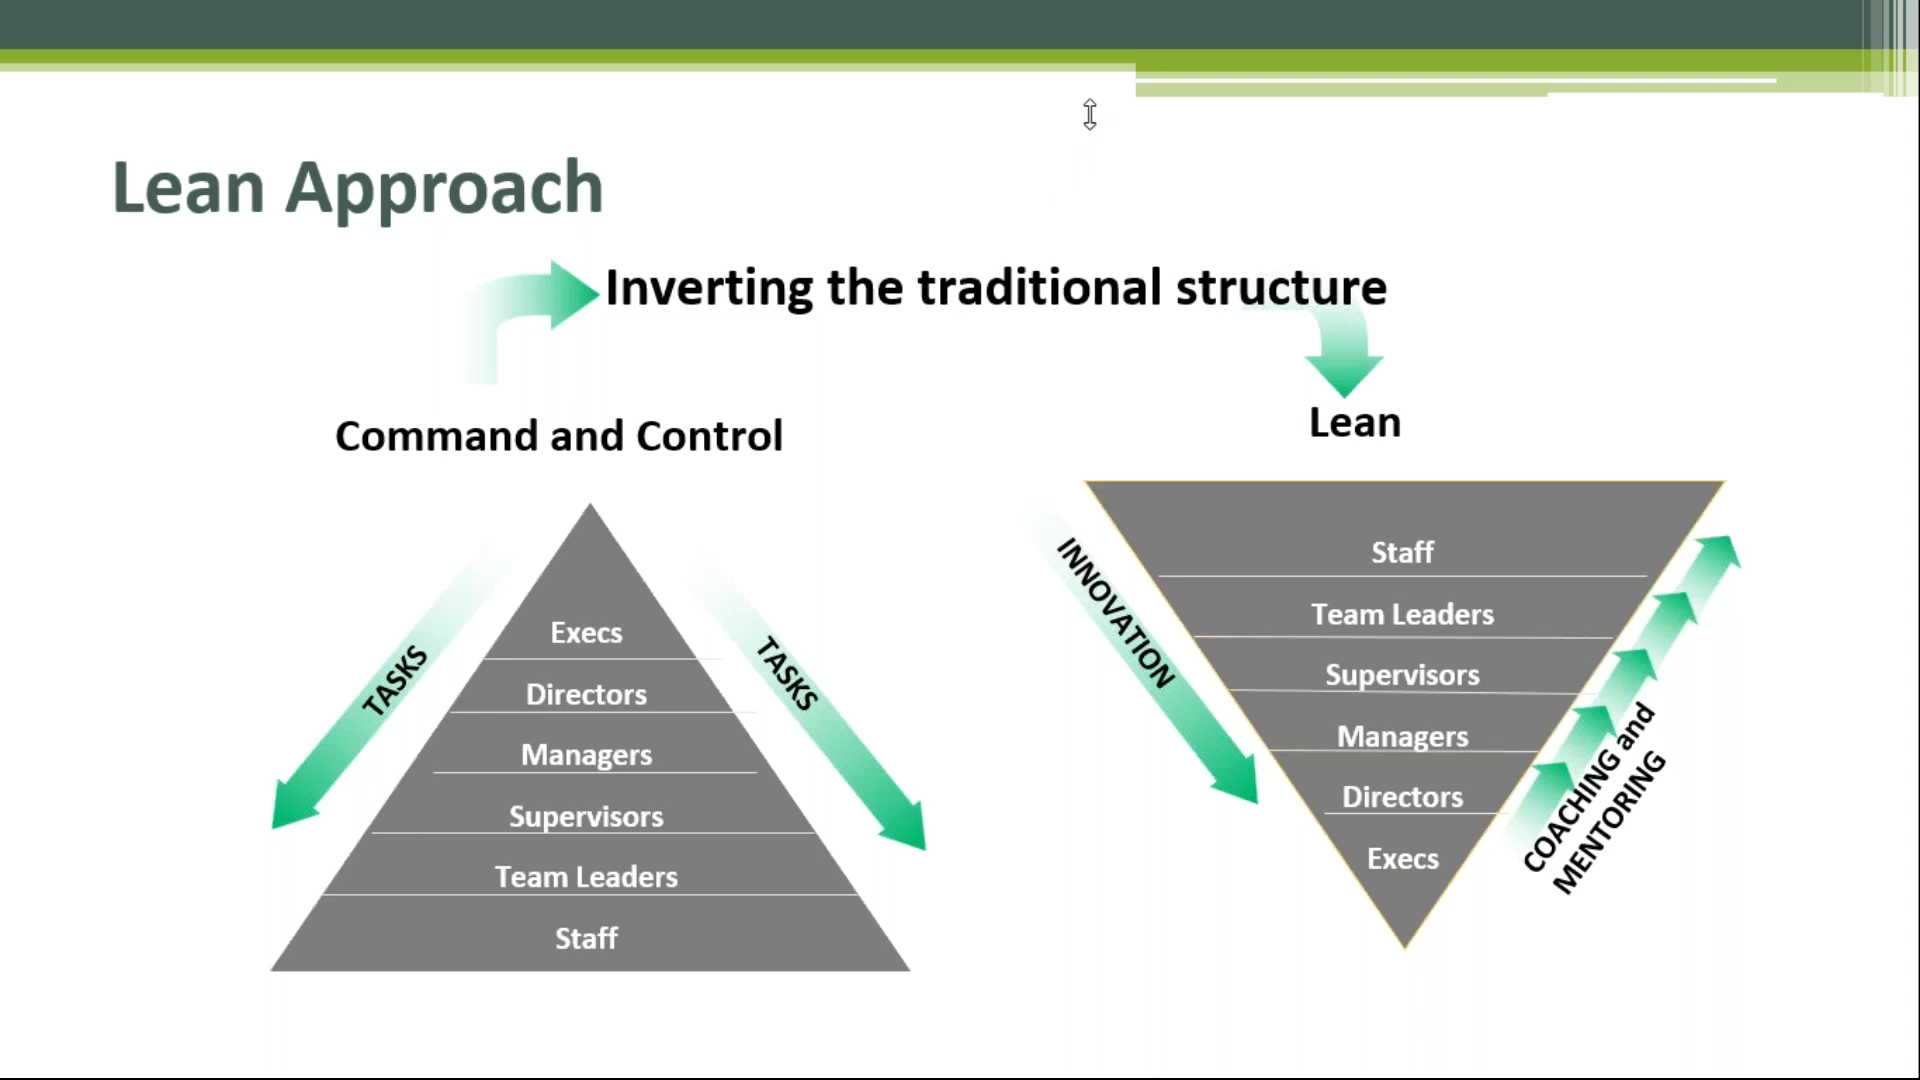 Lean Approach
Inverting the traditional structure
Command and Control
Lean
TASKS
TASKS
Execs
Directors
Managers
Supervisors
Team Leaders
Staff
INNOVATION
Staff
Team Leaders
Supervisors
Managers
Directors
Execs
COACHING and
MENTORING